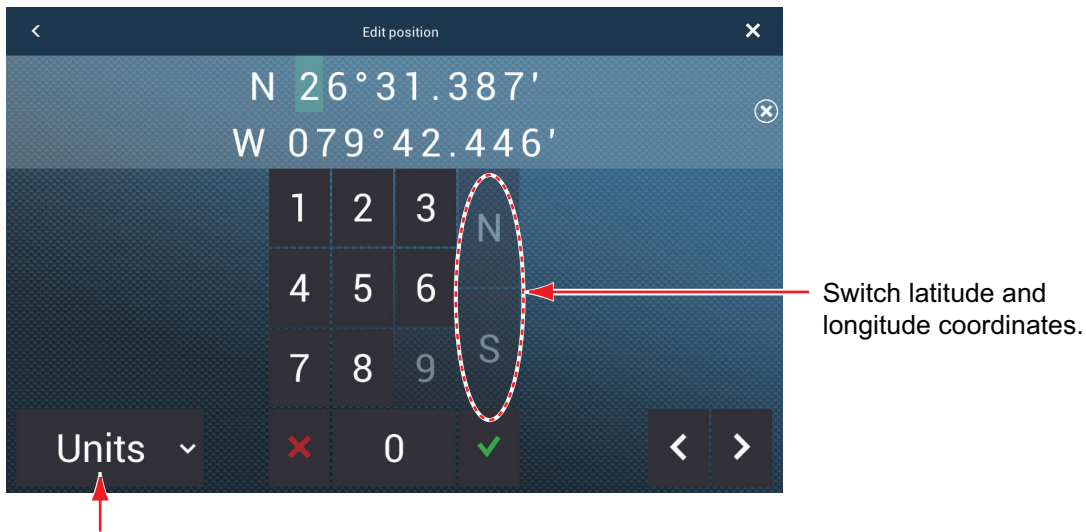 Edit position
N 26°31.387'
W 079°42.446'
1 2 3 N
4 5 6
7 8 9 S
0
Units
Switch latitude and
longitude coordinates.